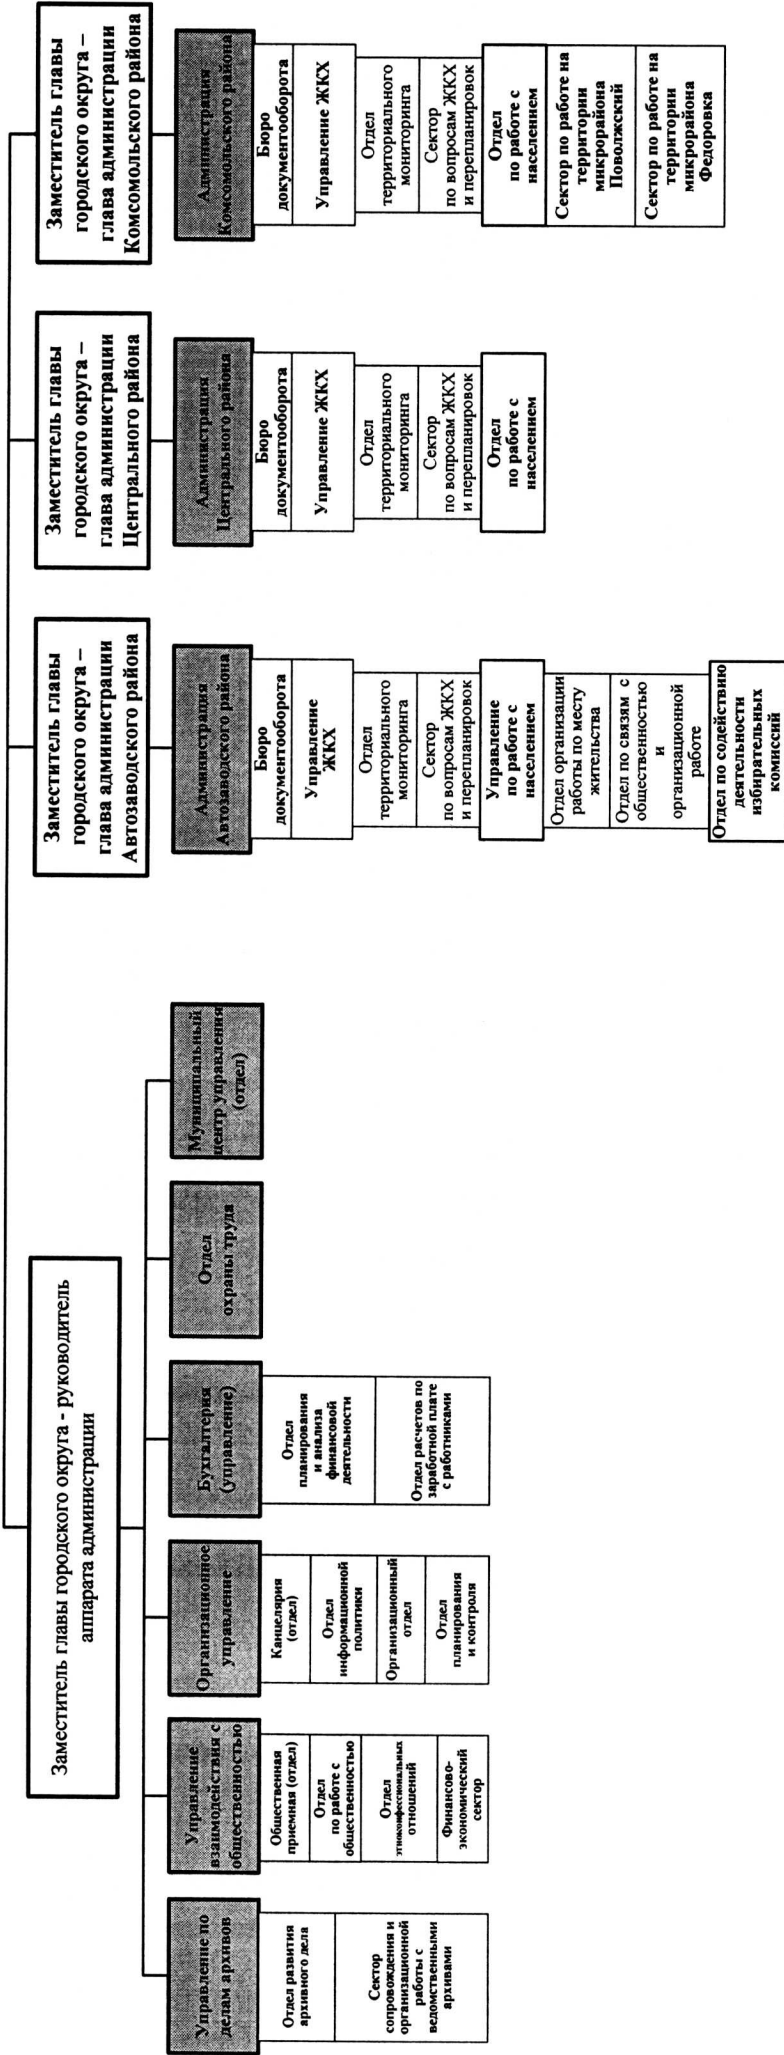 Заместитель главы городского округа - руководитель
аппарата администрации
Управление по
делам архивов
Отдел развития
архивного дела
Сектор
сопровождения и
организационной
работы с
ведомственными
архивами
Управление
взаимодействия с
общественностью
Общественная
приемная (отдел)
Отдел
по работе с
общественностью
Отдел
этноконфессиональных
отношений
Финансово-
экономический
сектор
Организационное
управление
Канцелярия
(отдел)
Отдел
информационной
политики
Организационный
отдел
Отдел
планирования
и контроля
Бухгалтерия
(управление)
Отдел
планирования
и анализа
финансовой
деятельности
Отдел расчетов по
заработной плате
с работниками
Отдел
охраны труда
Муниципальный
центр управления
(отдел)
Заместитель главы
городского округа –
глава администрации
Автозаводского района
Администрация
Автозаводского района
Бюро
документооборота
Управление
ЖКХ
Отдел
территориального
мониторинга
Сектор
по вопросам ЖКХ
и перепланировок
Управление
по работе с
населением
Отдел организации
работы по месту
жительства
Отдел по связям с
общественностью
и
организационной
работе
Отдел по содействию
деятельности
избирательных
комиссий
Заместитель главы
городского округа –
глава администрации
Центрального района
Администрация
Центрального района
Бюро
документооборота
Управление ЖКХ
Отдел
территориального
мониторинга
Сектор
по вопросам ЖКХ
и перепланировок
Отдел
по работе с
населением
Заместитель главы
городского округа –
глава администрации
Комсомольского района
Администрация
Комсомольского района
Бюро
документооборота
Управление ЖКХ
Отдел
территориального
мониторинга
Сектор
по вопросам ЖКХ
и перепланировок
Отдел
по работе с
населением
Сектор по работе на
территории
микрорайона
Поволжский
Сектор по работе на
территории
микрорайона
Федоровка